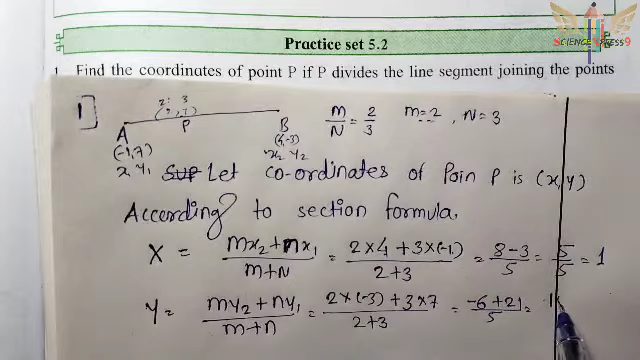 SCIENCE XPRESS 9
Practice set 5.2
1. Find the coordinates of point P if P divides the line segment joining the points
1] 2 : 3 m/N = 2/3 m=2 , N=3
(?, ?)
A P B
(-1,7) (4,-3)
x1 y1 x2 y2
Let co-ordinates of Poin P is (x,y)
According to section formula,
X = mx2+nx1/m+N = 2×4+3×(-1)/2+3 = 8-3/5 = 5/5 = 1
Y = my2+ny1/m+n = 2×(-3)+3×7/2+3 = -6+21/5 =